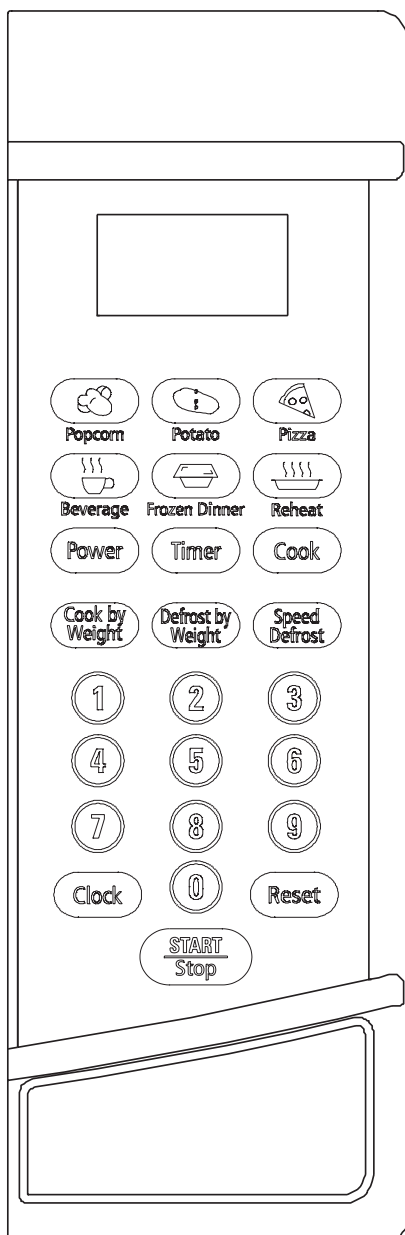 Popcorn Potato Pizza
Beverage Frozen Dinner Reheat
Power Timer Cook
Cook by Weight Defrost by Weight Speed Defrost
1 2 3
4 5 6
7 8 9
Clock 0 Reset
START
Stop